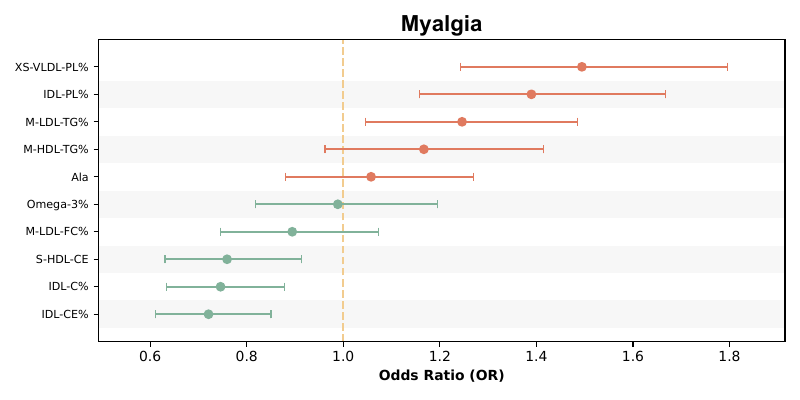 Myalgia
XS-VLDL-PL%
IDL-PL%
M-LDL-TG%
M-HDL-TG%
Ala
Omega-3%
M-LDL-FC%
S-HDL-CE
IDL-C%
IDL-CE%
0.6 0.8 1.0 1.2 1.4 1.6 1.8
Odds Ratio (OR)